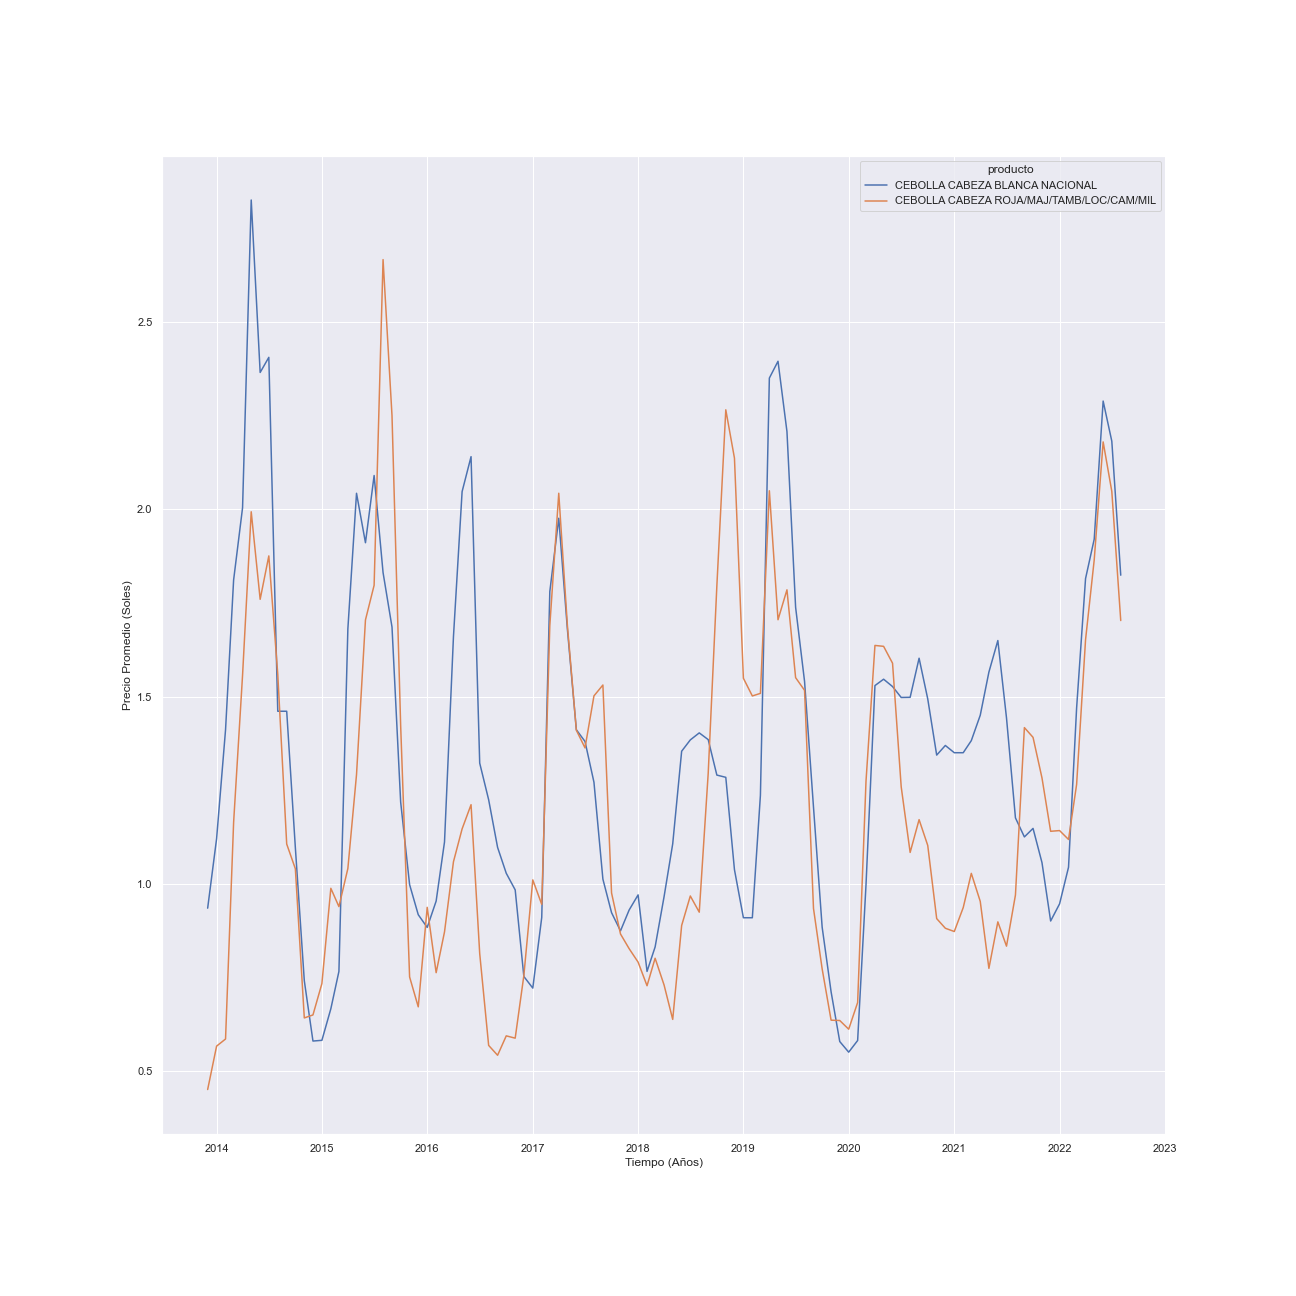 producto
CEBOLLA CABEZA BLANCA NACIONAL
CEBOLLA CABEZA ROJA/MAJ/TAMB/LOC/CAM/MIL
Precio Promedio (Soles)
2.5
2.0
1.5
1.0
0.5
2014 2015 2016 2017 2018 2019 2020 2021 2022 2023
Tiempo (Años)